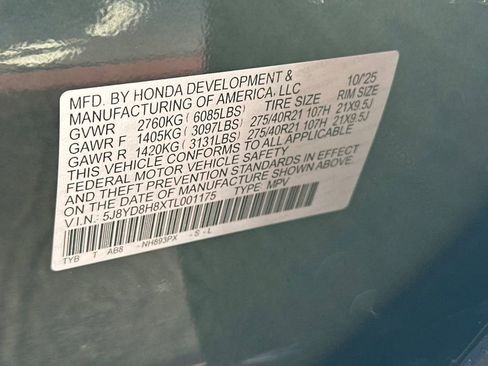 MFD. BY HONDA DEVELOPMENT & 10/25
MANUFACTURING OF AMERICA, LLC
GVWR 2760KG ( 6085LBS) TIRE SIZE RIM SIZE
GAWR F 1405KG ( 3097LBS) 275/40R21 107H 21X9.5J
GAWR R 1420KG ( 3131LBS) 275/40R21 107H 21X9.5J
THIS VEHICLE CONFORMS TO ALL APPLICABLE
FEDERAL MOTOR VEHICLE SAFETY
AND THEFT PREVENTION STANDARDS IN EFFECT
ON THE DATE OF MANUFACTURE SHOWN ABOVE.
V.I.N.: 5J8YD8H8XTL001175 TYPE: MPV
TYB T AB8 -NH893PX -S -L